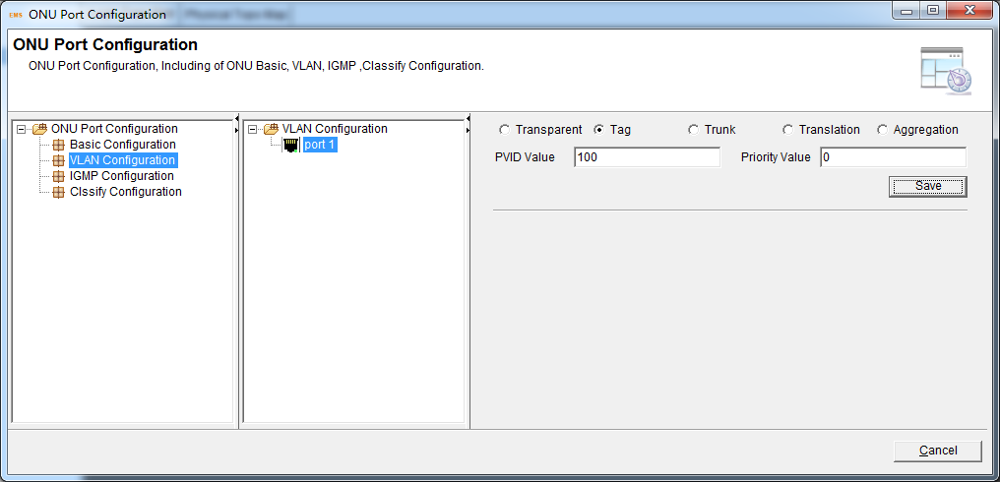 EMS ONU Port Configuration
ONU Port Configuration
ONU Port Configuration, Including of ONU Basic, VLAN, IGMP ,Classify Configuration.
ONU Port Configuration
Basic Configuration
VLAN Configuration
IGMP Configuration
Clssify Configuration
VLAN Configuration
port 1
Transparent Tag Trunk Translation Aggregation
PVID Value 100 Priority Value 0
Save
Cancel